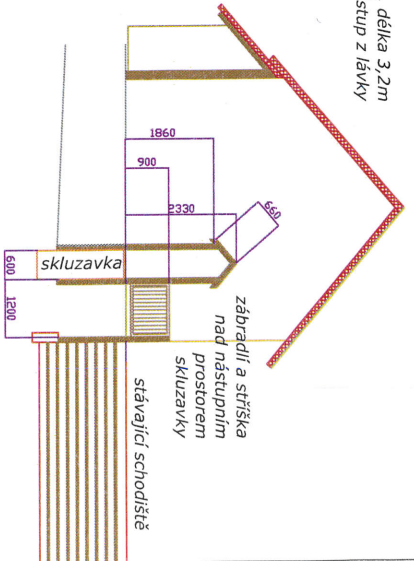 délka 3,2m
stup z lávky
1860
900
2330
660
zábradlí a stříška
nad nástupním
prostorem
skluzavky
skluzavka
600
1200
stávající schodiště